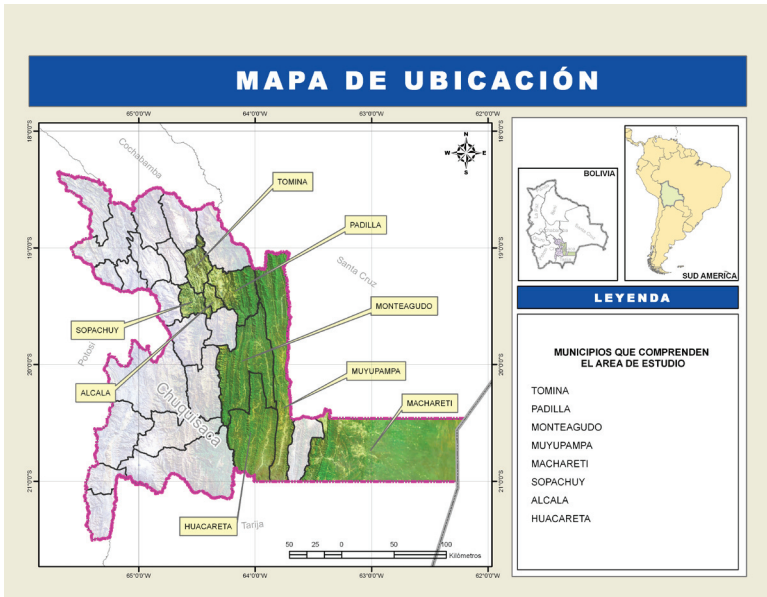 MAPA DE UBICACIÓN
65°0'0"W
64°0'0"W
63°0'0"W
62°0'0"W
18°0'0"S
18°0'0"S
19°0'0"S
19°0'0"S
20°0'0"S
20°0'0"S
21°0'0"S
21°0'0"S
Cochabamba
N
W
E
S
TOMINA
PADILLA
Santa Cruz
MONTEAGUDO
SOPACHUY
Potosi
MUYUPAMPA
ALCALA
MACHARETI
Chuquisaca
HUACARETA
Tarija
50 25 0 50 100
Kilómetros
65°0'0"W
64°0'0"W
63°0'0"W
62°0'0"W
BOLIVIA
SUD AMERÍCA
LEYENDA
MUNICIPIOS QUE COMPRENDEN
EL AREA DE ESTUDIO
TOMINA
PADILLA
MONTEAGUDO
MUYUPAMPA
MACHARETI
SOPACHUY
ALCALA
HUACARETA